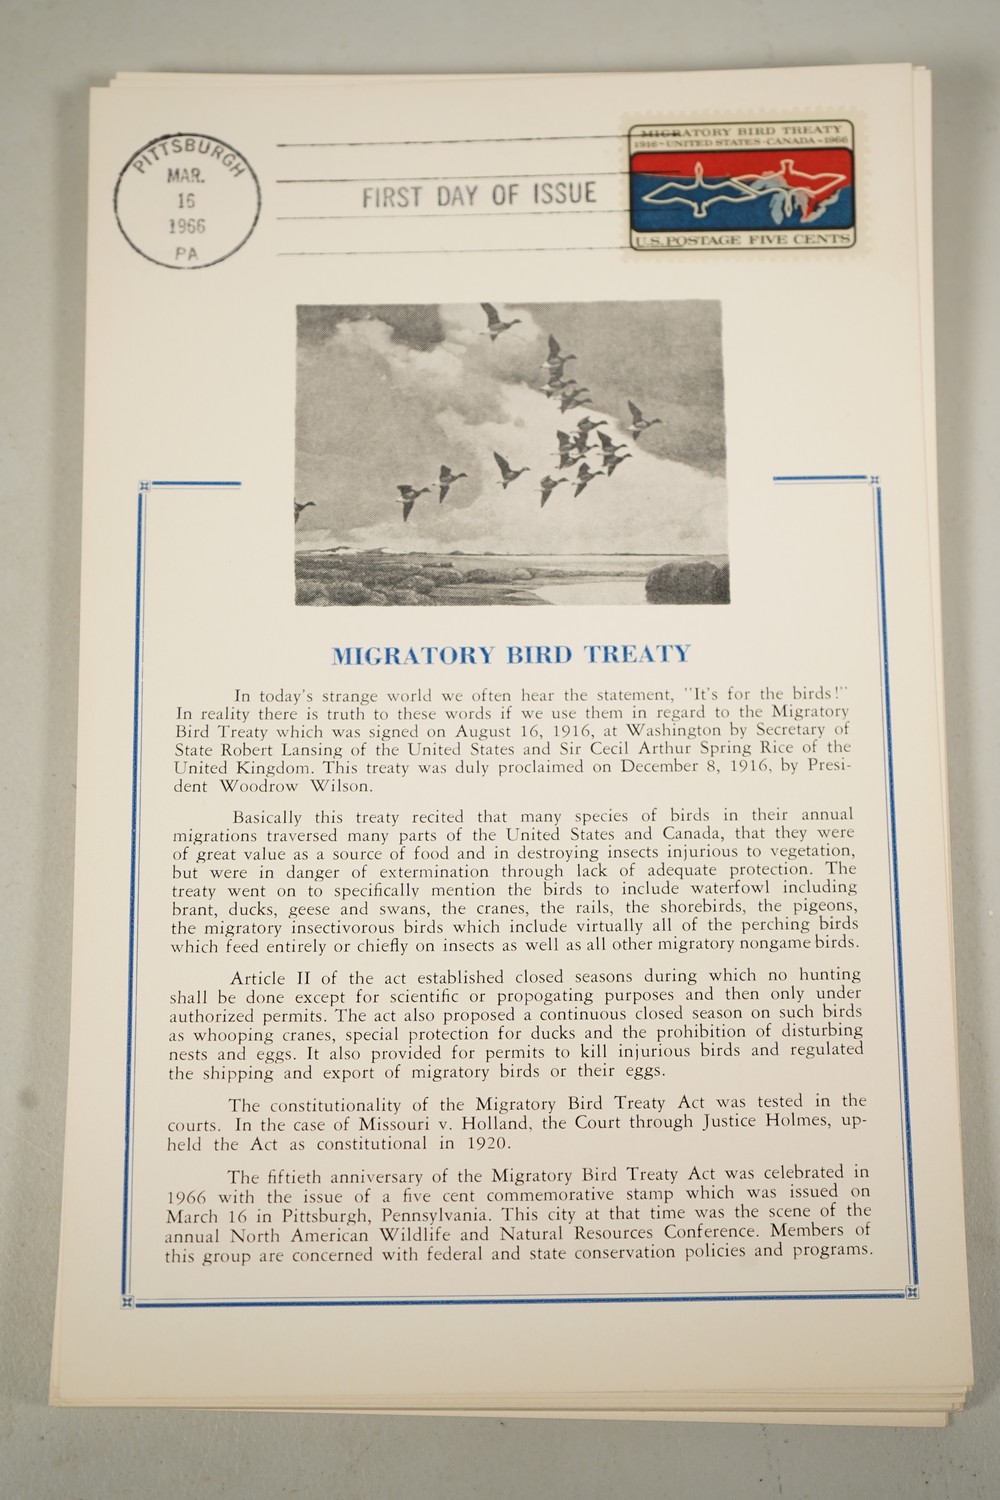 PITTSBURGH
MAR.
16
1966
PA
FIRST DAY OF ISSUE
MIGRATORY BIRD TREATY
1916-UNITED STATES-CANADA-1966
U.S. POSTAGE FIVE CENTS
MIGRATORY BIRD TREATY
In today's strange world we often hear the statement, "It's for the birds!"
In reality there is truth to these words if we use them in regard to the Migratory
Bird Treaty which was signed on August 16, 1916, at Washington by Secretary of
State Robert Lansing of the United States and Sir Cecil Arthur Spring Rice of the
United Kingdom. This treaty was duly proclaimed on December 8, 1916, by Presi-
dent Woodrow Wilson.
Basically this treaty recited that many species of birds in their annual
migrations traversed many parts of the United States and Canada, that they were
of great value as a source of food and in destroying insects injurious to vegetation,
but were in danger of extermination through lack of adequate protection. The
treaty went on to specifically mention the birds to include waterfowl including
brant, ducks, geese and swans, the cranes, the rails, the shorebirds, the pigeons,
the migratory insectivorous birds which include virtually all of the perching birds
which feed entirely or chiefly on insects as well as all other migratory nongame birds.
Article II of the act established closed seasons during which no hunting
shall be done except for scientific or propogating purposes and then only under
authorized permits. The act also proposed a continuous closed season on such birds
as whooping cranes, special protection for ducks and the prohibition of disturbing
nests and eggs. It also provided for permits to kill injurious birds and regulated
the shipping and export of migratory birds or their eggs.
The constitutionality of the Migratory Bird Treaty Act was tested in the
courts. In the case of Missouri v. Holland, the Court through Justice Holmes, up-
held the Act as constitutional in 1920.
The fiftieth anniversary of the Migratory Bird Treaty Act was celebrated in
1966 with the issue of a five cent commemorative stamp which was issued on
March 16 in Pittsburgh, Pennsylvania. This city at that time was the scene of the
annual North American Wildlife and Natural Resources Conference. Members of
this group are concerned with federal and state conservation policies and programs.